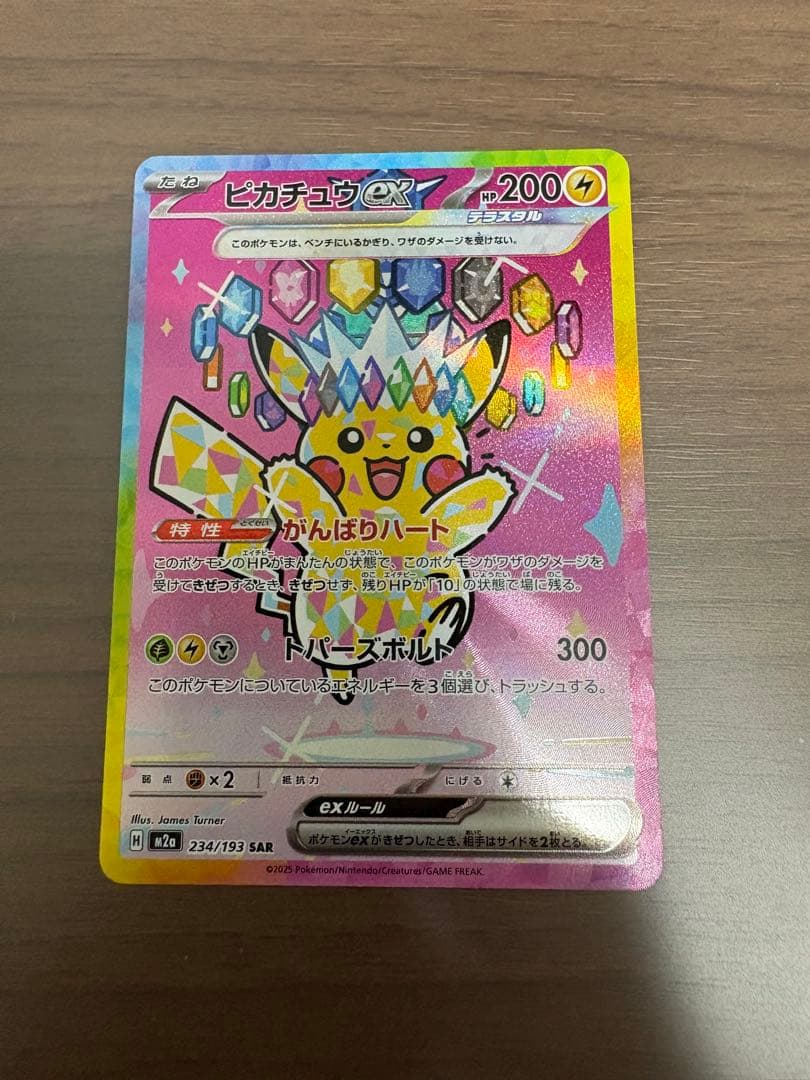 たね ピカチュウex HP200
テラスタル
このポケモンは、ベンチにいるかぎり、ワザのダメージを受けない。
特性 とくせい がんばりハート
このポケモンのHPがまんたんの状態で、このポケモンがワザのダメージを
受けてきぜつするとき、きぜつせず、残りHPが「10」の状態で場に残る。
トパーズボルト 300
このポケモンについているエネルギーを3個選び、トラッシュする。
弱点 ×2 抵抗力 にげる
exルール
ポケモンexがきぜつしたとき、相手はサイドを2枚とる。
Illus. James Turner
H m2a 234/193 SAR
©2025 Pokémon/Nintendo/Creatures/GAME FREAK.